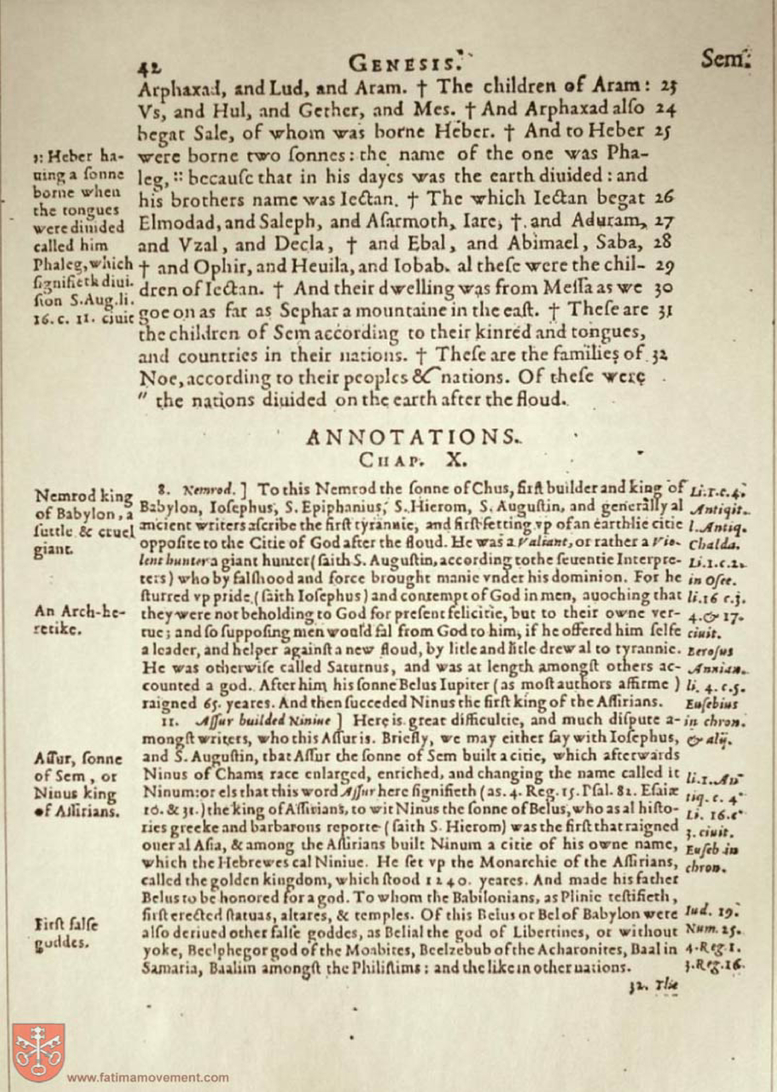 42 GENESIS. Sem.
Arphaxad, and Lud, and Aram. † The children of Aram: 23
Vs, and Hul, and Gether, and Mes. † And Arphaxad alſo 24
begat Sale, of whom was borne Heber. † And to Heber 25
were borne two ſonnes: the name of the one was Pha-
leg, :: becauſe that in his dayes was the earth diuided: and
his brothers name was Iectan. † The which Iectan begat 26
Elmodad, and Saleph, and Aſarmoth, Iare, † and Aduram, 27
and Vzal, and Decla, † and Ebal, and Abimael, Saba, 28
† and Ophir, and Heuila, and Iobab. al theſe were the chil- 29
dren of Iectan. † And their dwelling was from Meſſa as we 30
goe on as far as Sephar a mountaine in the eaſt. † Theſe are 31
the children of Sem according to their kinred and tongues,
and countries in their nations. † Theſe are the families of 32
Noe, according to their peoples & nations. Of theſe were
" the nations diuided on the earth after the floud.
:: Heber ha-
uing a ſonne
borne when
the tongues
were diuided
called him
Phaleg, which
ſignifieth diui-
ſion S. Aug. li.
16. c. 11. ciuit
ANNOTATIONS.
CHAP. X.
8. Nemrod. ] To this Nemrod the ſonne of Chus, firſt builder and king of
Babylon, Ioſephus, S. Epiphanius, S. Hierom, S. Auguſtin, and generally al
ancient writers aſcribe the firſt tyrannie, and firſt ſetting vp of an earthlie citie
oppoſite to the Citie of God after the floud. He was a Valiant, or rather a Vio-
lent hunter a giant hunter (ſaith S. Auguſtin, according to the ſeuentie Interpre-
ters) who by falſhood and force brought manie vnder his dominion. For he
ſturred vp pride (ſaith Ioſephus) and contempt of God in men, auoching that
they were not beholding to God for preſent felicitie, but to their owne ver-
tue; and ſo ſuppoſing men would fal from God to him, if he offered him ſelfe
a leader, and helper againſt a new floud, by litle and litle drew al to tyrannie.
He was otherwiſe called Saturnus, and was at length amongſt others ac-
counted a god. After him, his ſonne Belus Iupiter (as moſt authors affirme)
raigned 65. yeares. And then ſucceded Ninus the firſt king of the Aſſirians.
11. Aſſur builded Niniue ] Here is great difficultie, and much diſpute a-
mongſt writers, who this Aſſur is. Briefly, we may either ſay with Ioſephus,
and S. Auguſtin, that Aſſur the ſonne of Sem built a citie, which afterwards
Ninus of Chams race enlarged, enriched, and changing the name called it
Ninum: or els that this word Aſſur here ſignifieth (as. 4. Reg. 15. Pſal. 82. Eſaiæ
10. & 31.) the king of Aſſirians, to wit Ninus the ſonne of Belus, who as al hiſto-
ries greeke and barbarous reporte (ſaith S. Hierom) was the firſt that raigned
ouer al Aſia, & among the Aſſirians built Ninum a citie of his owne name,
which the Hebrewes cal Niniue. He ſet vp the Monarchie of the Aſſirians,
called the golden kingdom, which ſtood 1240. yeares. And made his father
Belus to be honored for a god. To whom the Babilonians, as Plinie teſtifieth,
firſt erected ſtatuas, altares, & temples. Of this Belus or Bel of Babylon were
alſo deriued other falſe goddes, as Belial the god of Libertines, or without
yoke, Beelphegor god of the Moabites, Beelzebub of the Acharonites, Baal in
Samaria, Baalim amongſt the Philiſtims: and the like in other nations.
32. The
Nemrod king
of Babylon, a
ſuttle & cruel
giant.
An Arch-he-
retike.
Aſſur, ſonne
of Sem, or
Ninus king
of Aſſirians.
Firſt falſe
goddes.
Li. 1. c. 4.
Antiqit.
l. Antiq.
Chalda.
Li. 1. c. 2.
in Oſee.
li. 16 c. 3.
4. & 17.
ciuit.
Beroſus
Annian.
li. 4. c. 5.
Euſebius
in chron.
& alij.
li. 1. An
tiq. c. 4
Li. 16. c
3. ciuit.
Euſeb in
chron.
Iud. 19.
Num. 25.
4. Reg 1.
3. Reg. 16.
www.fatimamovement.com